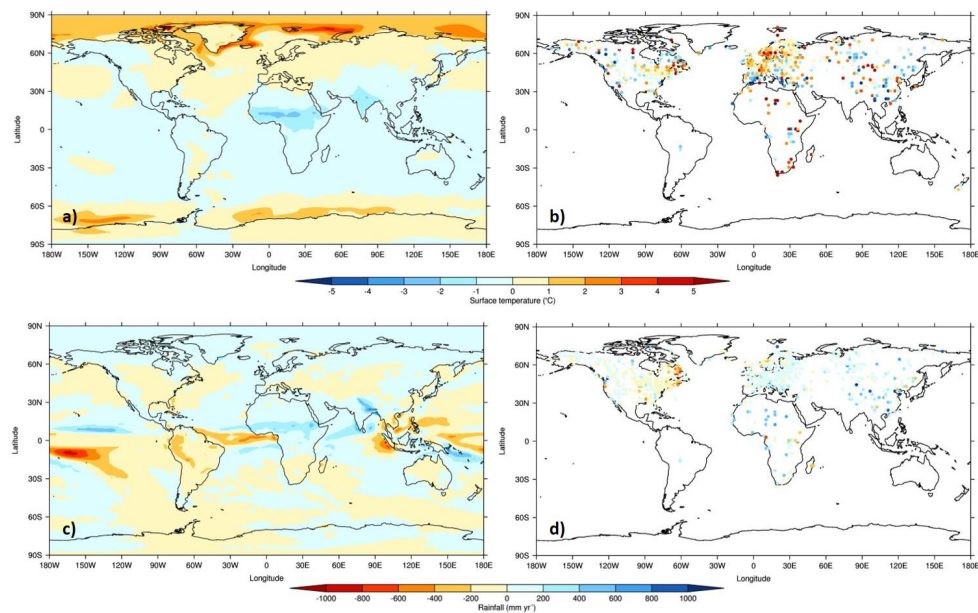 90N
60N
30N
0
30S
60S
90S
Latitude
a)
180W 150W 120W 90W 60W 30W 0 30E 60E 90E 120E 150E 180E
Longitude
90N
60N
30N
0
30S
60S
90S
Latitude
b)
180W 150W 120W 90W 60W 30W 0 30E 60E 90E 120E 150E 180E
Longitude
-5 -4 -3 -2 -1 0 1 2 3 4 5
Surface temperature (°C)
90N
60N
30N
0
30S
60S
90S
Latitude
c)
180W 150W 120W 90W 60W 30W 0 30E 60E 90E 120E 150E 180E
Longitude
90N
60N
30N
0
30S
60S
90S
Latitude
d)
180W 150W 120W 90W 60W 30W 0 30E 60E 90E 120E 150E 180E
Longitude
-1000 -800 -600 -400 -200 0 200 400 600 800 1000
Rainfall (mm yr⁻¹)